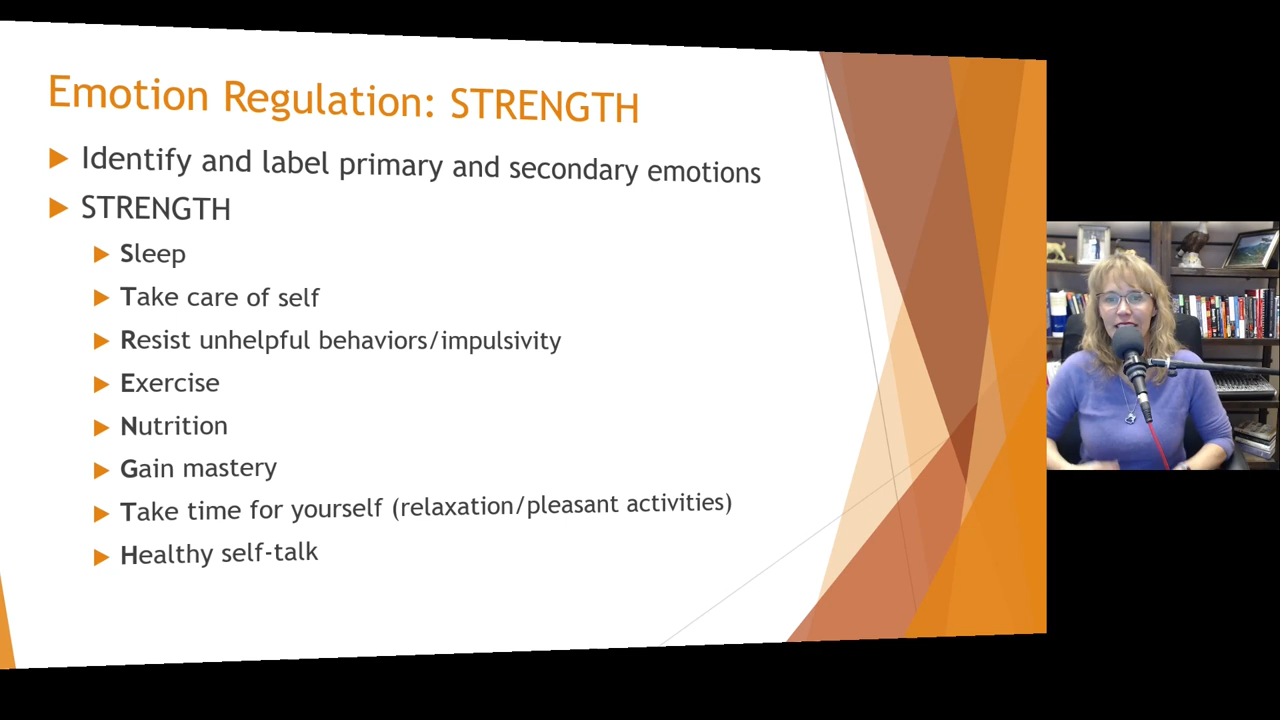 Emotion Regulation: STRENGTH
Identify and label primary and secondary emotions
STRENGTH
Sleep
Take care of self
Resist unhelpful behaviors/impulsivity
Exercise
Nutrition
Gain mastery
Take time for yourself (relaxation/pleasant activities)
Healthy self-talk